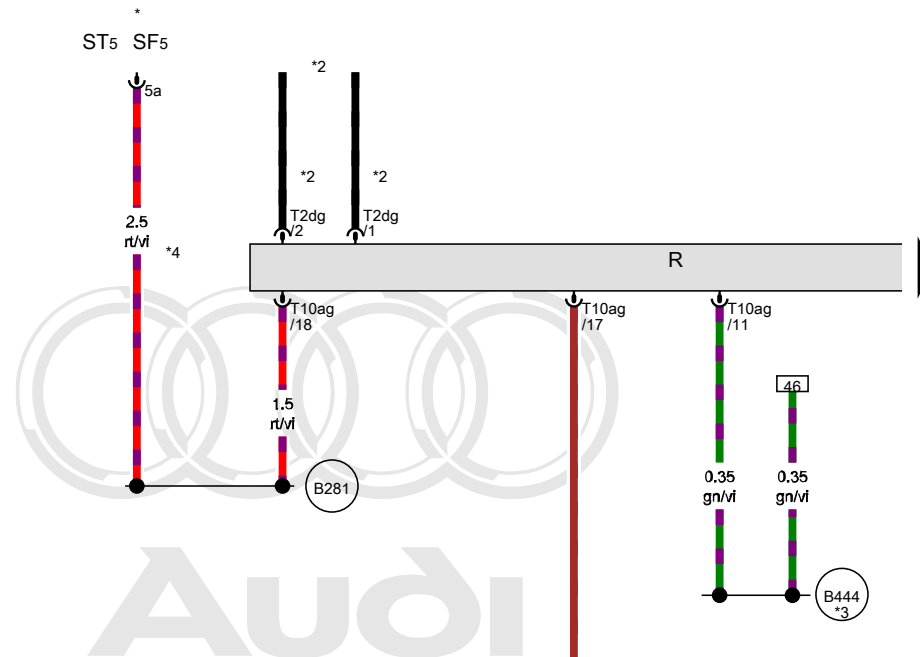 *
ST5 SF5
*2
5a
*2
*2
T2dg
/2
T2dg
/1
2.5
rt/vi
*4
R
T10ag
/18
T10ag
/17
T10ag
/11
46
1.5
rt/vi
0.35
gn/vi
0.35
gn/vi
B281
B444
*3
Audi